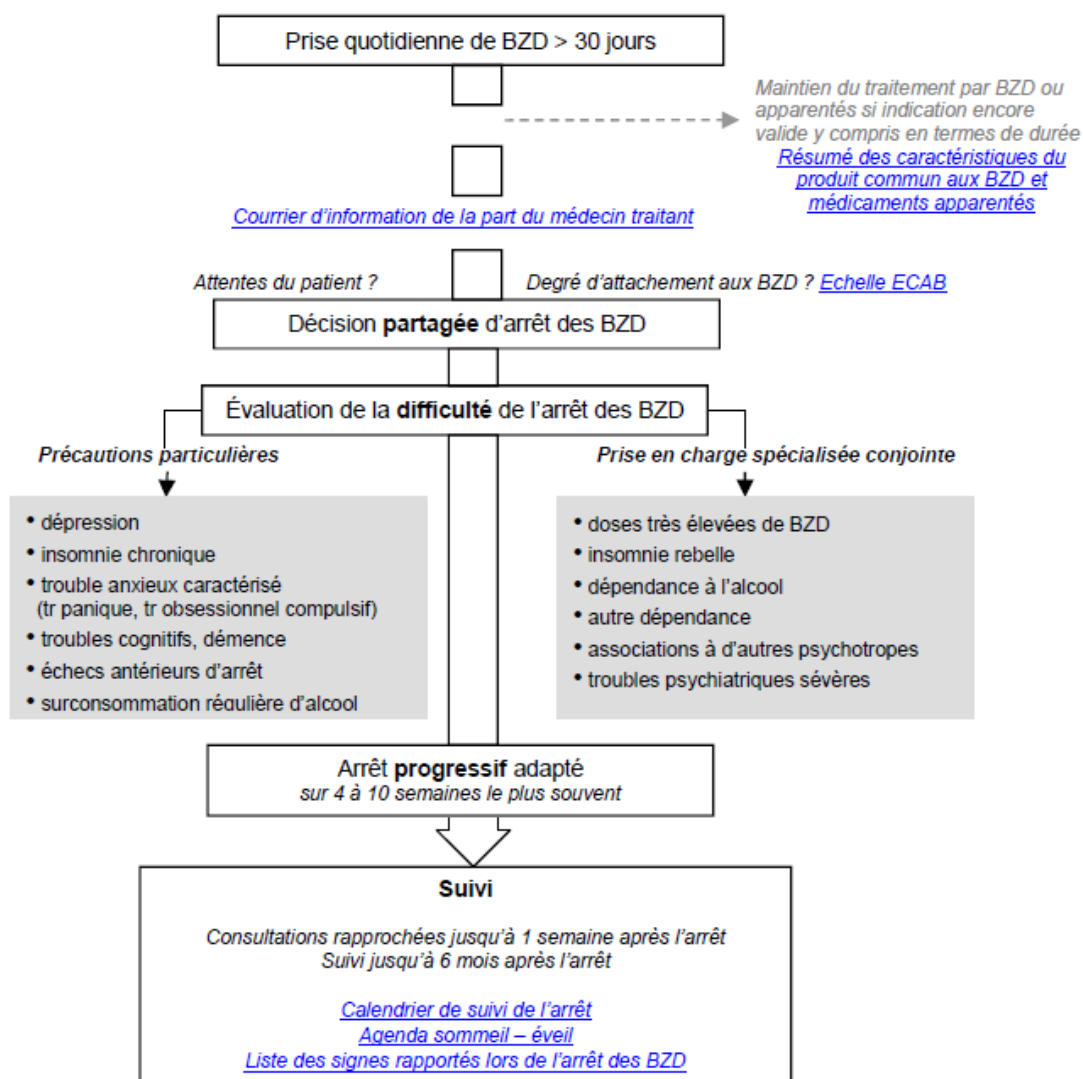 Prise quotidienne de BZD > 30 jours
Maintien du traitement par BZD ou
apparentés si indication encore
valide y compris en termes de durée
Résumé des caractéristiques du
produit commun aux BZD et
médicaments apparentés
Courrier d'information de la part du médecin traitant
Attentes du patient ?
Degré d'attachement aux BZD ? Echelle ECAB
Décision partagée d'arrêt des BZD
Évaluation de la difficulté de l'arrêt des BZD
Précautions particulières
• dépression
• insomnie chronique
• trouble anxieux caractérisé
(tr panique, tr obsessionnel compulsif)
• troubles cognitifs, démence
• échecs antérieurs d'arrêt
• surconsommation régulière d'alcool
Prise en charge spécialisée conjointe
• doses très élevées de BZD
• insomnie rebelle
• dépendance à l'alcool
• autre dépendance
• associations à d'autres psychotropes
• troubles psychiatriques sévères
Arrêt progressif adapté
sur 4 à 10 semaines le plus souvent
Suivi
Consultations rapprochées jusqu'à 1 semaine après l'arrêt
Suivi jusqu'à 6 mois après l'arrêt
Calendrier de suivi de l'arrêt
Agenda sommeil – éveil
Liste des signes rapportés lors de l'arrêt des BZD